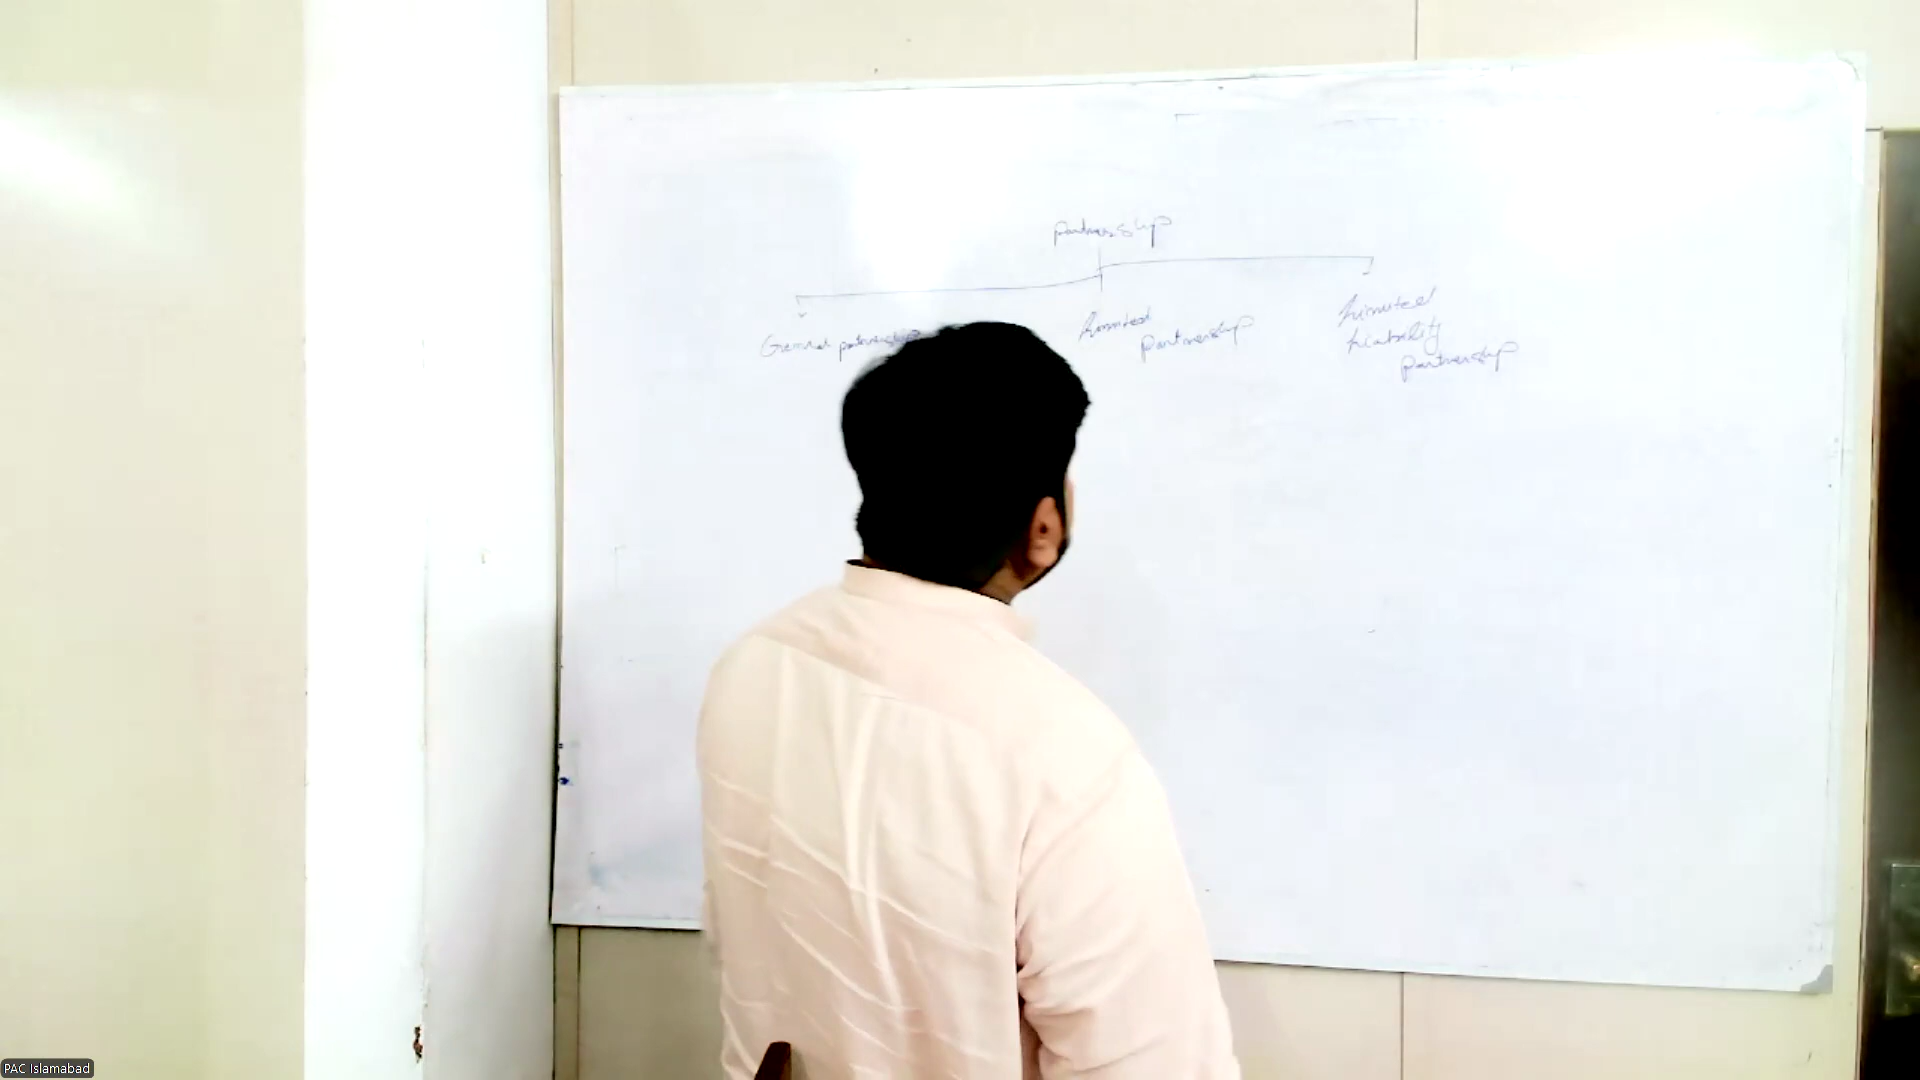 partnership
General partnership
Limited
partnership
Limited
Liability
partnership
PAC Islamabad